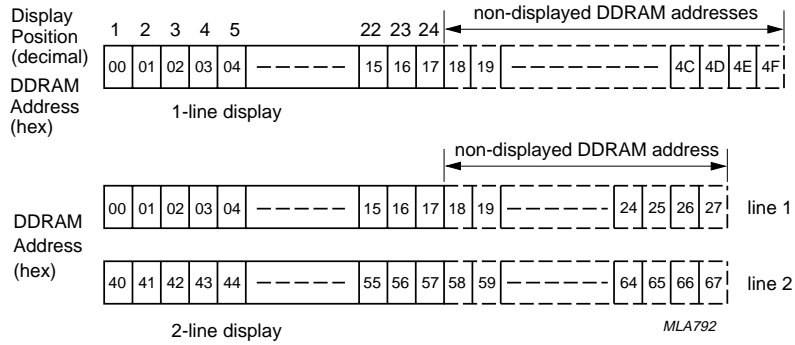 Display Position (decimal)
1 2 3 4 5 22 23 24 non-displayed DDRAM addresses
DDRAM Address (hex)
00 01 02 03 04 15 16 17 18 19 4C 4D 4E 4F
1-line display
non-displayed DDRAM address
DDRAM Address (hex)
00 01 02 03 04 15 16 17 18 19 24 25 26 27 line 1
40 41 42 43 44 55 56 57 58 59 64 65 66 67 line 2
2-line display
MLA792